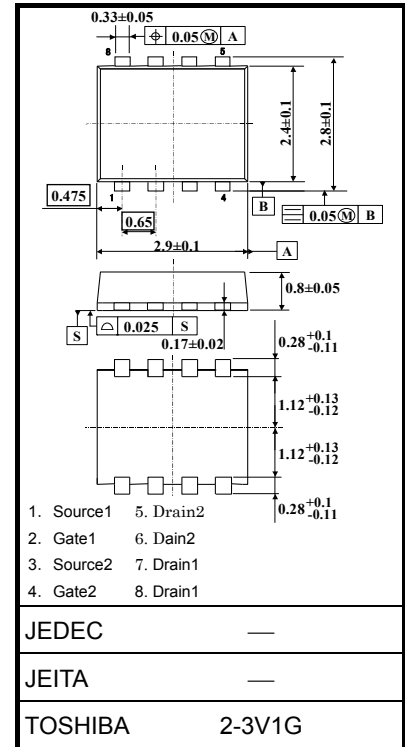 0.33±0.05
⌖ 0.05Ⓜ A
8 5
2.4±0.1
2.8±0.1
0.475
1 4
B
⌯ 0.05Ⓜ B
0.65
2.9±0.1
A
0.8±0.05
S
⌓ 0.025 S
0.17±0.02
0.28 +0.1 -0.11
1.12 +0.13 -0.12
1.12 +0.13 -0.12
0.28 +0.1 -0.11
1. Source1 5. Drain2
2. Gate1 6. Dain2
3. Source2 7. Drain1
4. Gate2 8. Drain1
JEDEC —
JEITA —
TOSHIBA 2-3V1G